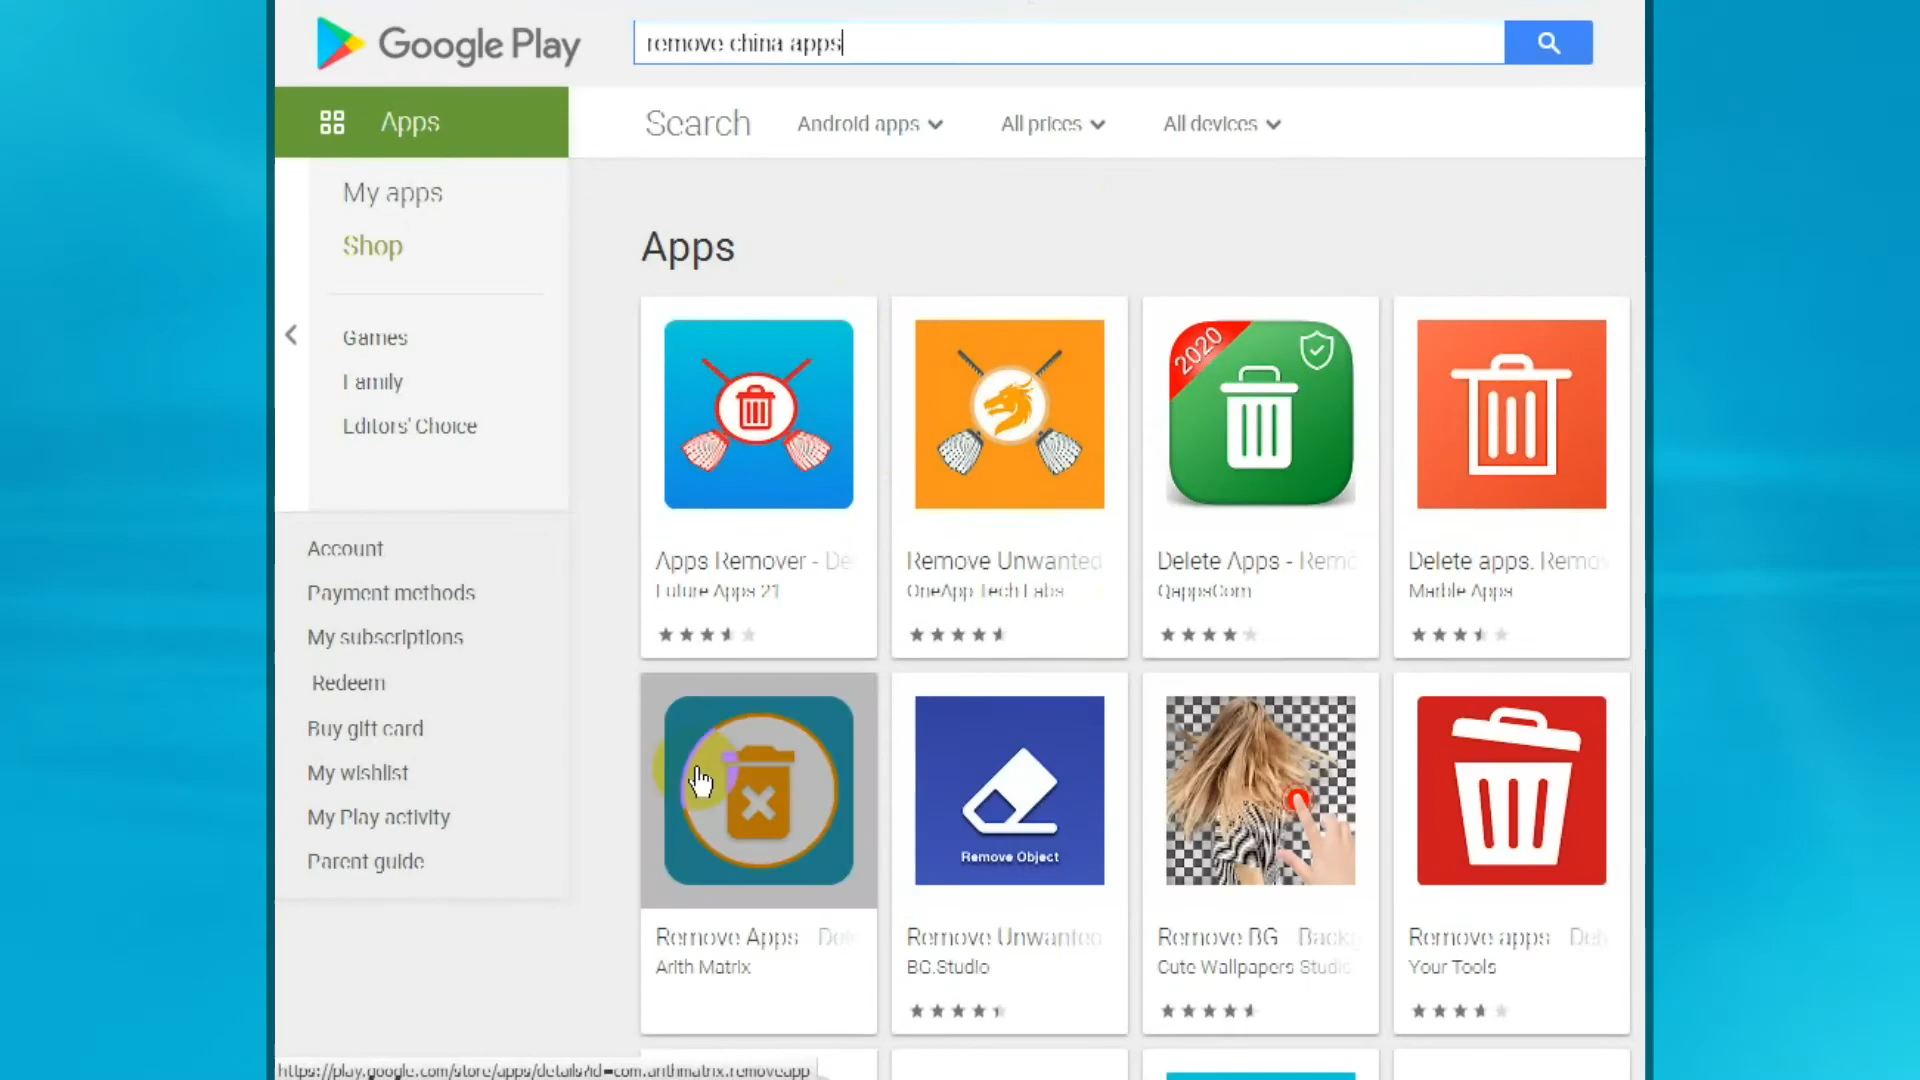 Google Play
remove china apps
Apps
Search
Android apps
All prices
All devices
My apps
Shop
Games
Family
Editors' Choice
Account
Payment methods
My subscriptions
Redeem
Buy gift card
My wishlist
My Play activity
Parent guide
Apps
2020
Apps Remover - De
Remove Unwanted
Delete Apps - Remo
Delete apps. Remov
Future Apps 21
OneApp Tech Labs
QappsCom
Marble Apps
Remove Object
Remove Apps - Del
Remove Unwanted
Remove BG - Backg
Remove apps - Del
Arith Matrix
BG.Studio
Cute Wallpapers Studio
Your Tools
https://play.google.com/store/apps/details?id=com.arithmatrix.removeapp